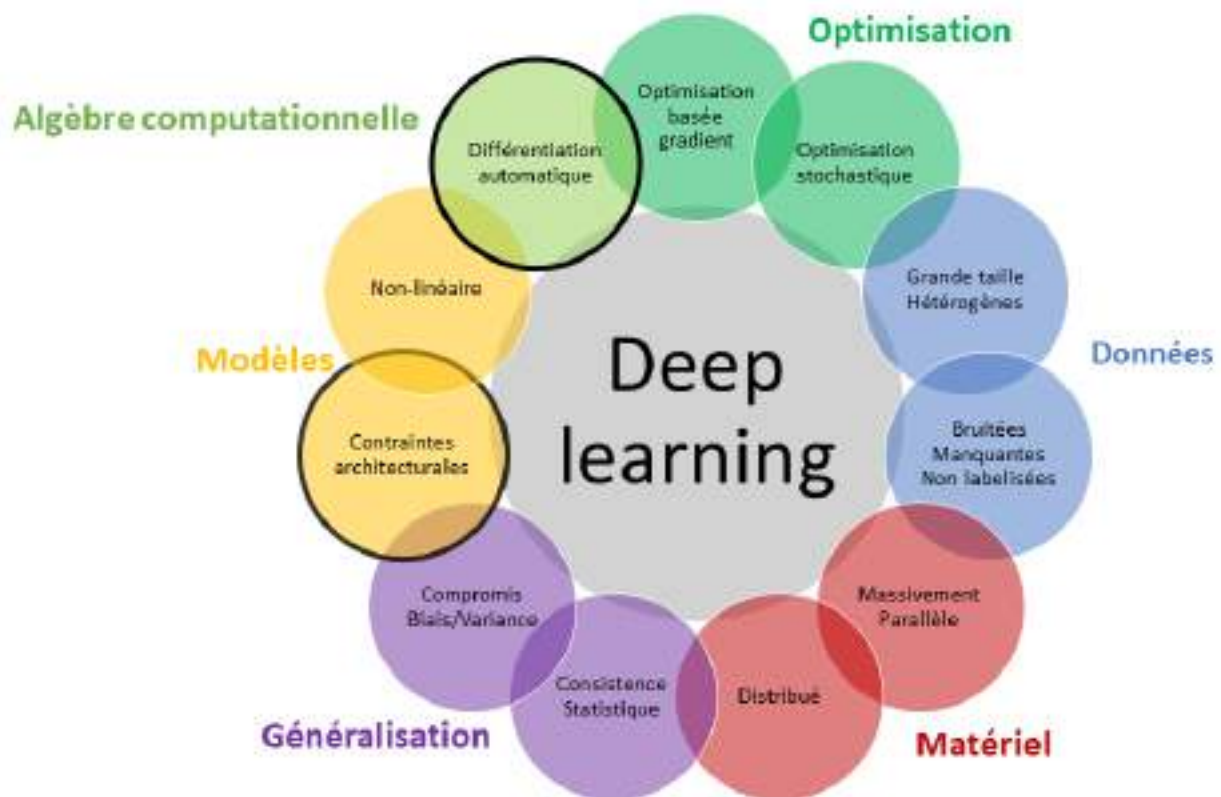 Optimisation
Algèbre computationnelle
Optimisation
basée
gradient
Différentiation
automatique
Optimisation
stochastique
Non-linéaire
Grande taille
Hétérogènes
Modèles
Deep
learning
Données
Contraintes
architecturales
Bruitées
Manquantes
Non labelisées
Compromis
Biais/Variance
Massivement
Parallèle
Consistence
Statistique
Distribué
Généralisation
Matériel